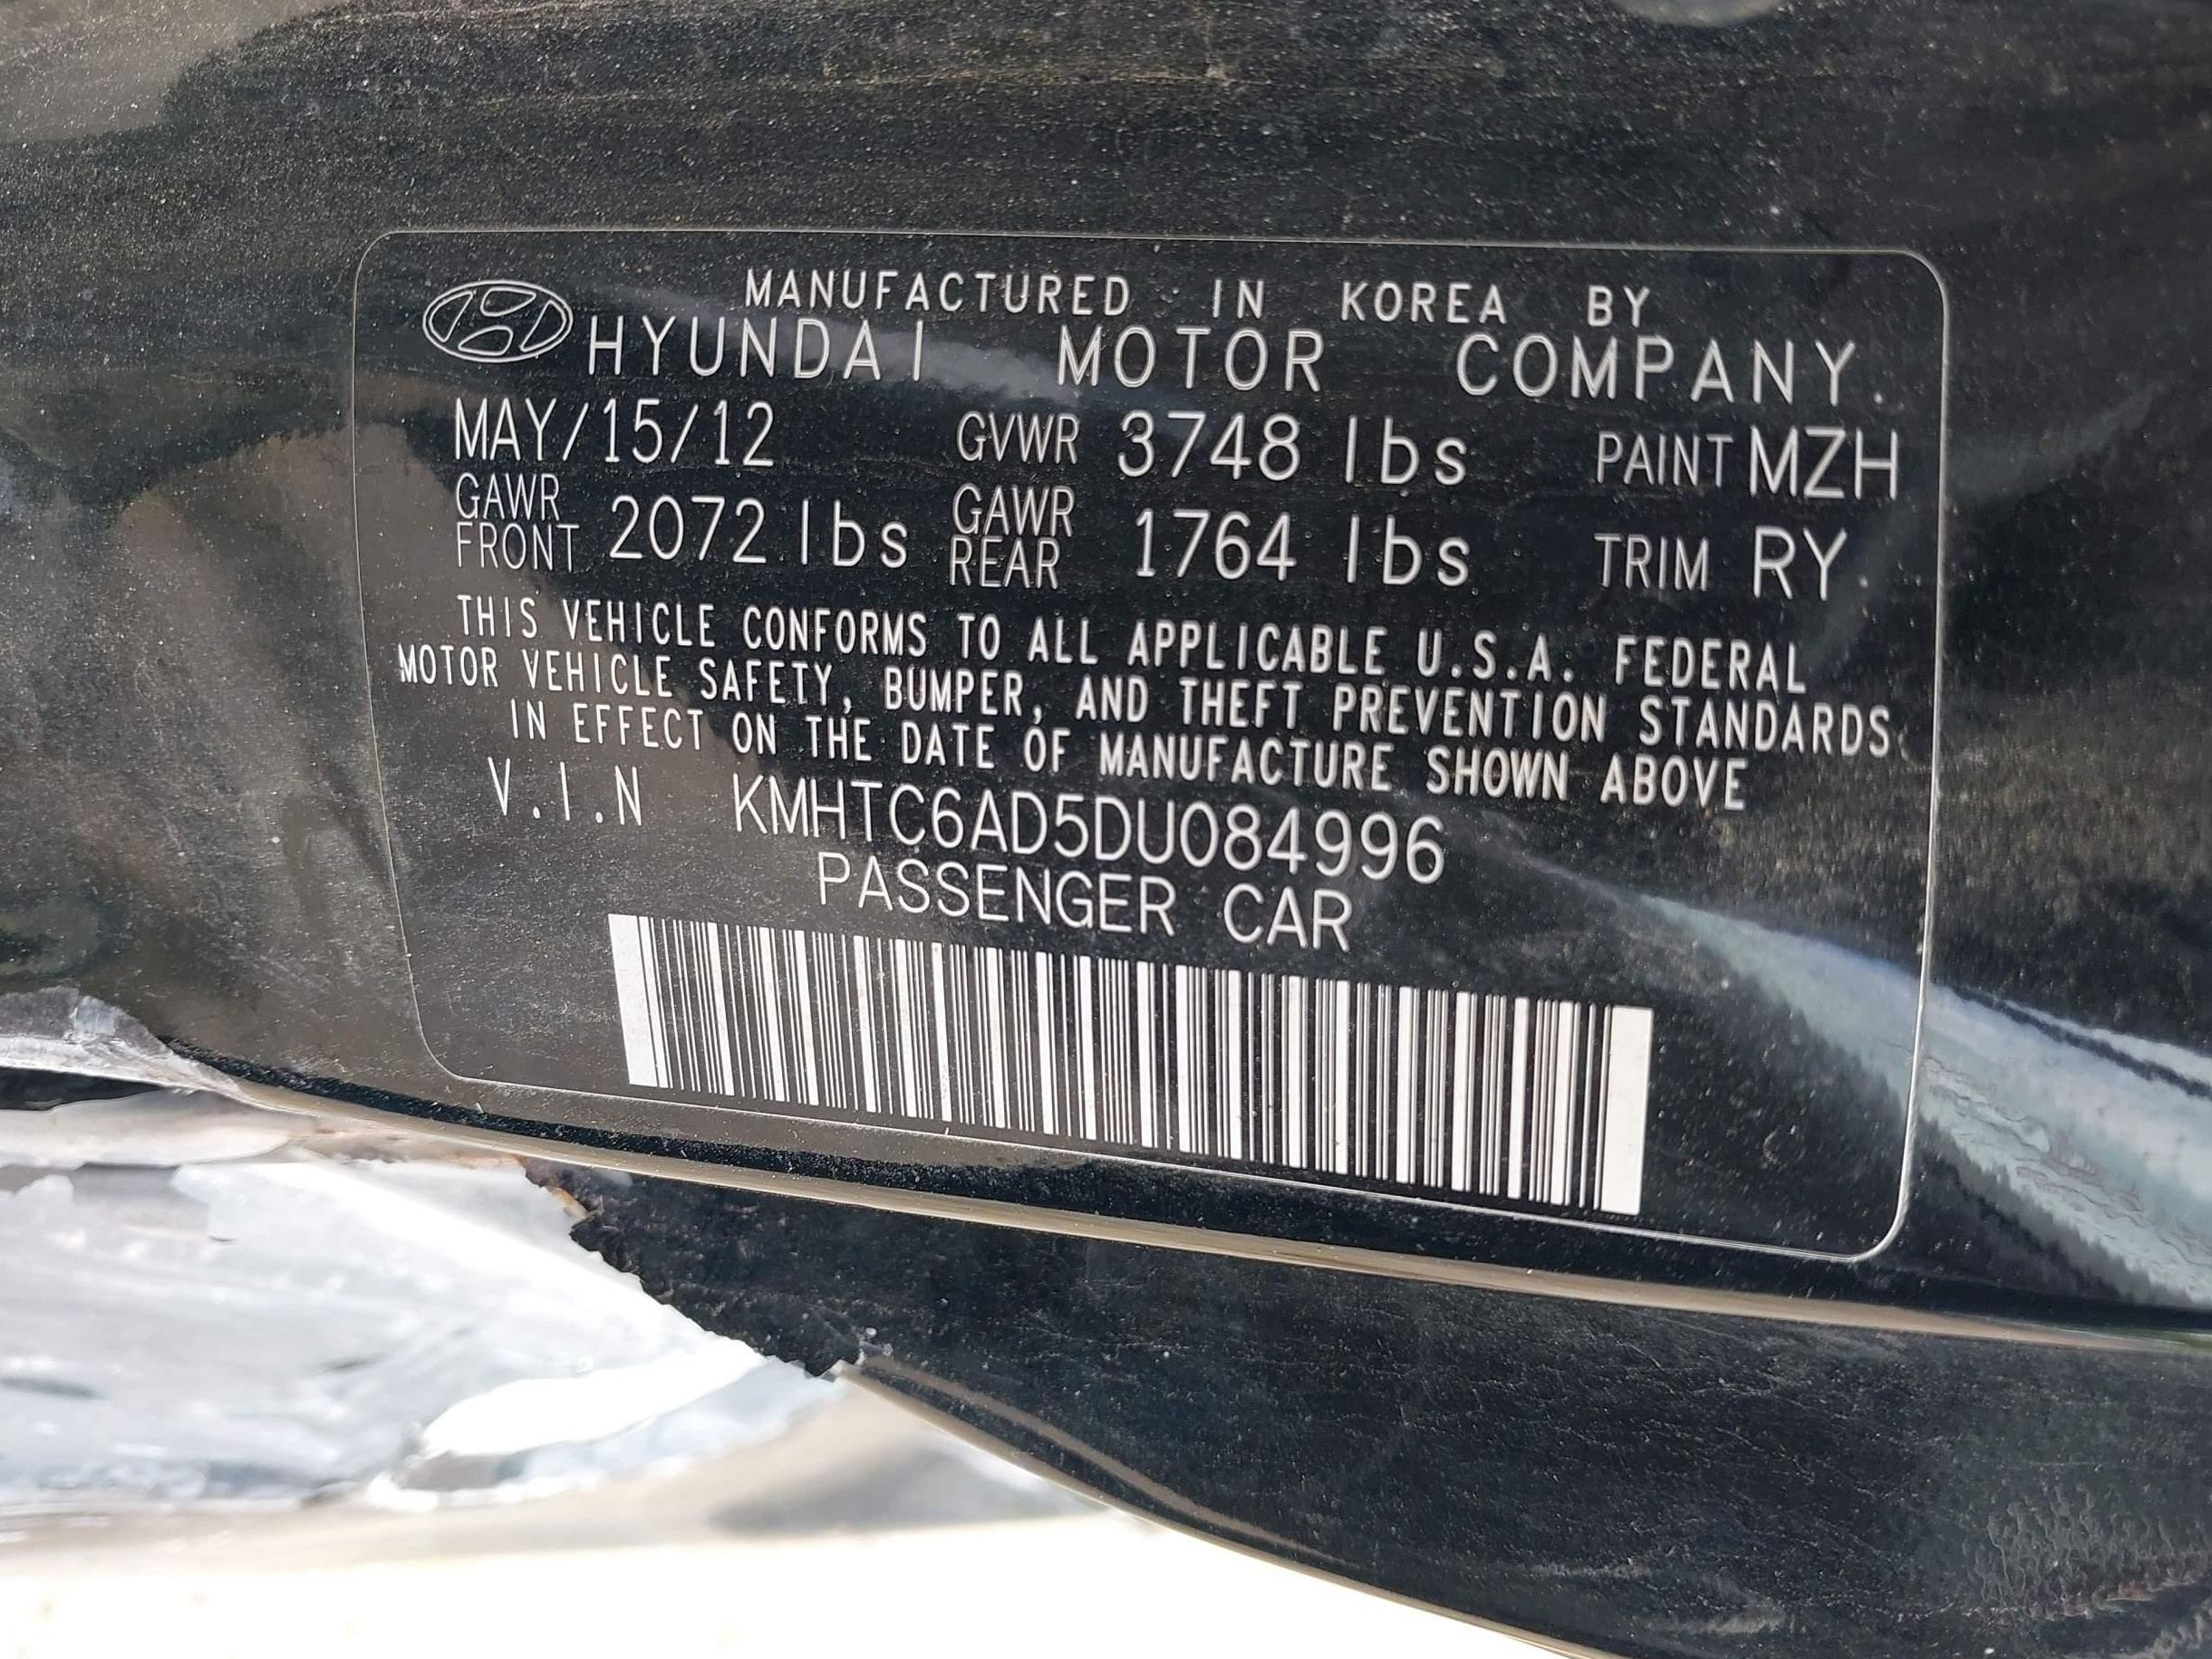 MANUFACTURED IN KOREA BY
HYUNDAI MOTOR COMPANY.
MAY/15/12 GVWR 3748 lbs PAINT MZH
GAWR FRONT 2072 lbs GAWR REAR 1764 lbs TRIM RY
THIS VEHICLE CONFORMS TO ALL APPLICABLE U.S.A. FEDERAL
MOTOR VEHICLE SAFETY, BUMPER, AND THEFT PREVENTION STANDARDS
IN EFFECT ON THE DATE OF MANUFACTURE SHOWN ABOVE
V.I.N KMHTC6AD5DU084996
PASSENGER CAR